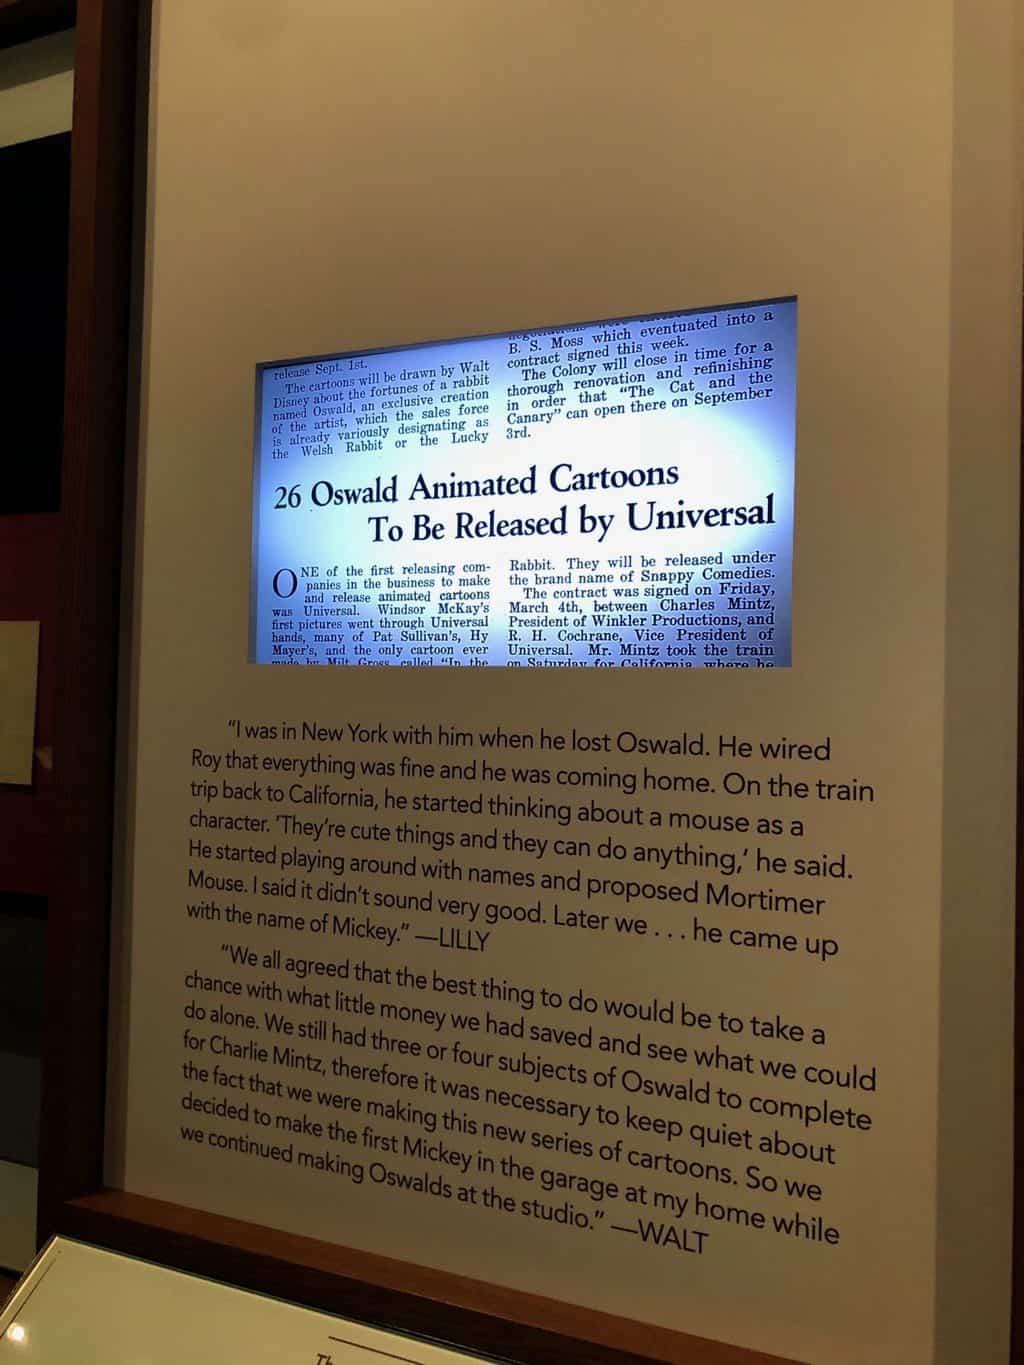 release Sept. 1st.
The cartoons will be drawn by Walt
Disney about the fortunes of a rabbit
named Oswald, an exclusive creation
of the artist, which the sales force
is already variously designating as
the Welsh Rabbit or the Lucky
B. S. Moss which eventuated into a
contract signed this week.
The Colony will close in time for a
thorough renovation and refinishing
in order that “The Cat and the
Canary” can open there on September
3rd.
26 Oswald Animated Cartoons
To Be Released by Universal
ONE of the first releasing com-
panies in the business to make
and release animated cartoons
was Universal. Windsor McKay's
first pictures went through Universal
hands, many of Pat Sullivan's, Hy
Mayer's, and the only cartoon ever
made by Milt Gross called “In the
Rabbit. They will be released under
the brand name of Snappy Comedies.
The contract was signed on Friday,
March 4th, between Charles Mintz,
President of Winkler Productions, and
R. H. Cochrane, Vice President of
Universal. Mr. Mintz took the train
on Saturday for California, where he
“I was in New York with him when he lost Oswald. He wired
Roy that everything was fine and he was coming home. On the train
trip back to California, he started thinking about a mouse as a
character. ‘They’re cute things and they can do anything,’ he said.
He started playing around with names and proposed Mortimer
Mouse. I said it didn’t sound very good. Later we . . . he came up
with the name of Mickey.” —LILLY
“We all agreed that the best thing to do would be to take a
chance with what little money we had saved and see what we could
do alone. We still had three or four subjects of Oswald to complete
for Charlie Mintz, therefore it was necessary to keep quiet about
the fact that we were making this new series of cartoons. So we
decided to make the first Mickey in the garage at my home while
we continued making Oswalds at the studio.” —WALT